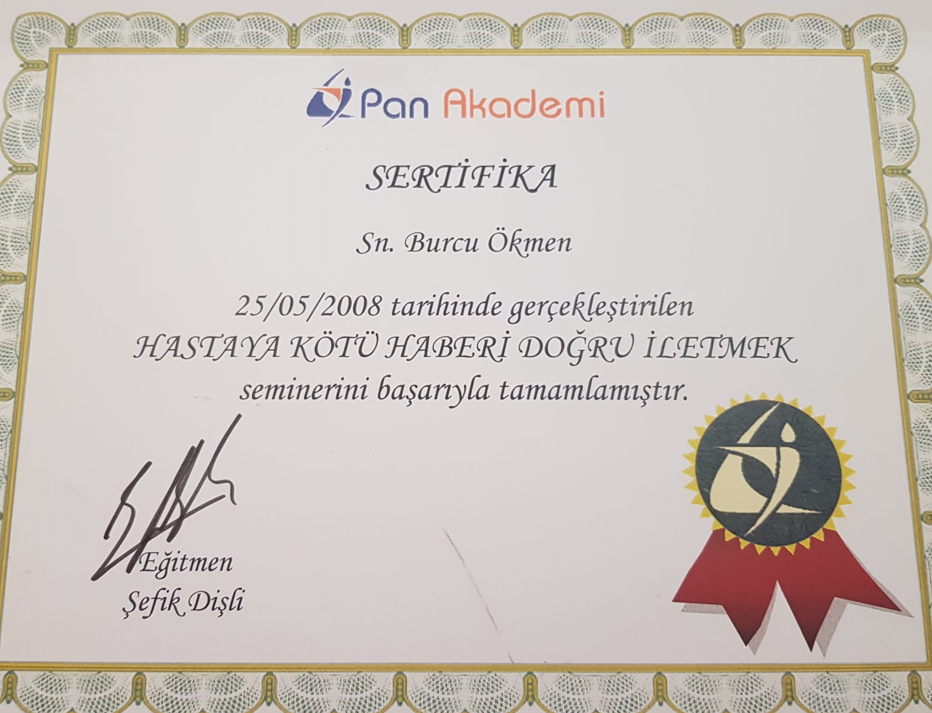 Pan Akademi
SERTİFİKA
Sn. Burcu Ökmen
25/05/2008 tarihinde gerçekleştirilen
HASTAYA KÖTÜ HABERİ DOĞRU İLETMEK
seminerini başarıyla tamamlamıştır.
Eğitmen
Şefik Dişli